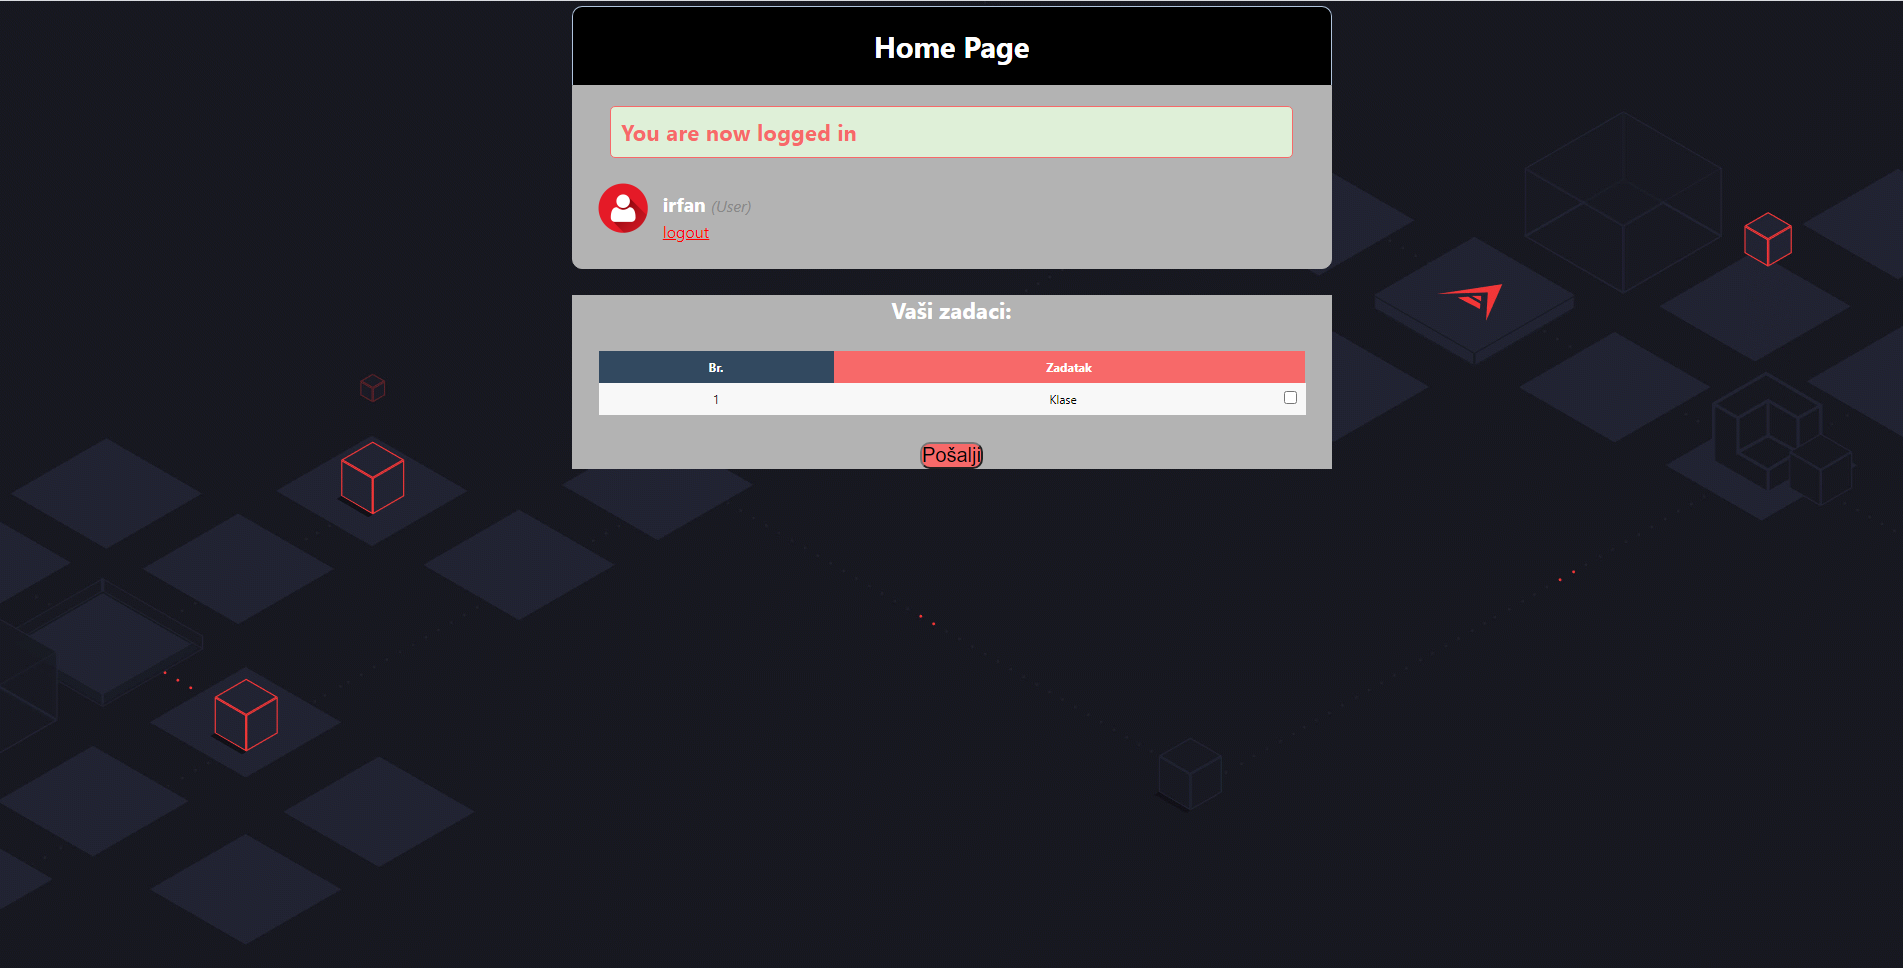 Home Page
You are now logged in
irfan (User)
logout
Vaši zadaci:
Br. Zadatak
1 Klase
Pošalji